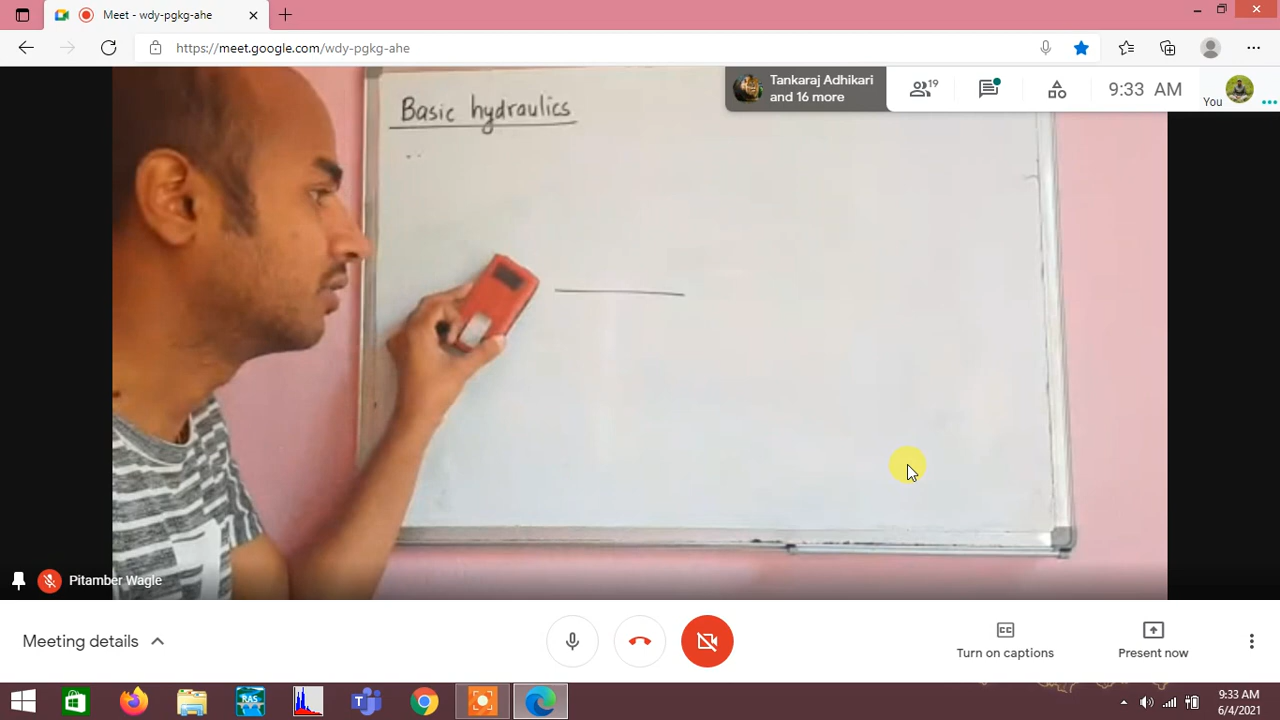 Meet - wdy-pgkg-ahe
https://meet.google.com/wdy-pgkg-ahe
Tankaraj Adhikari
and 16 more
19
9:33 AM
You
Basic hydraulics
Pitamber Wagle
Meeting details
CC
Turn on captions
Present now
RAS
9:33 AM
6/4/2021